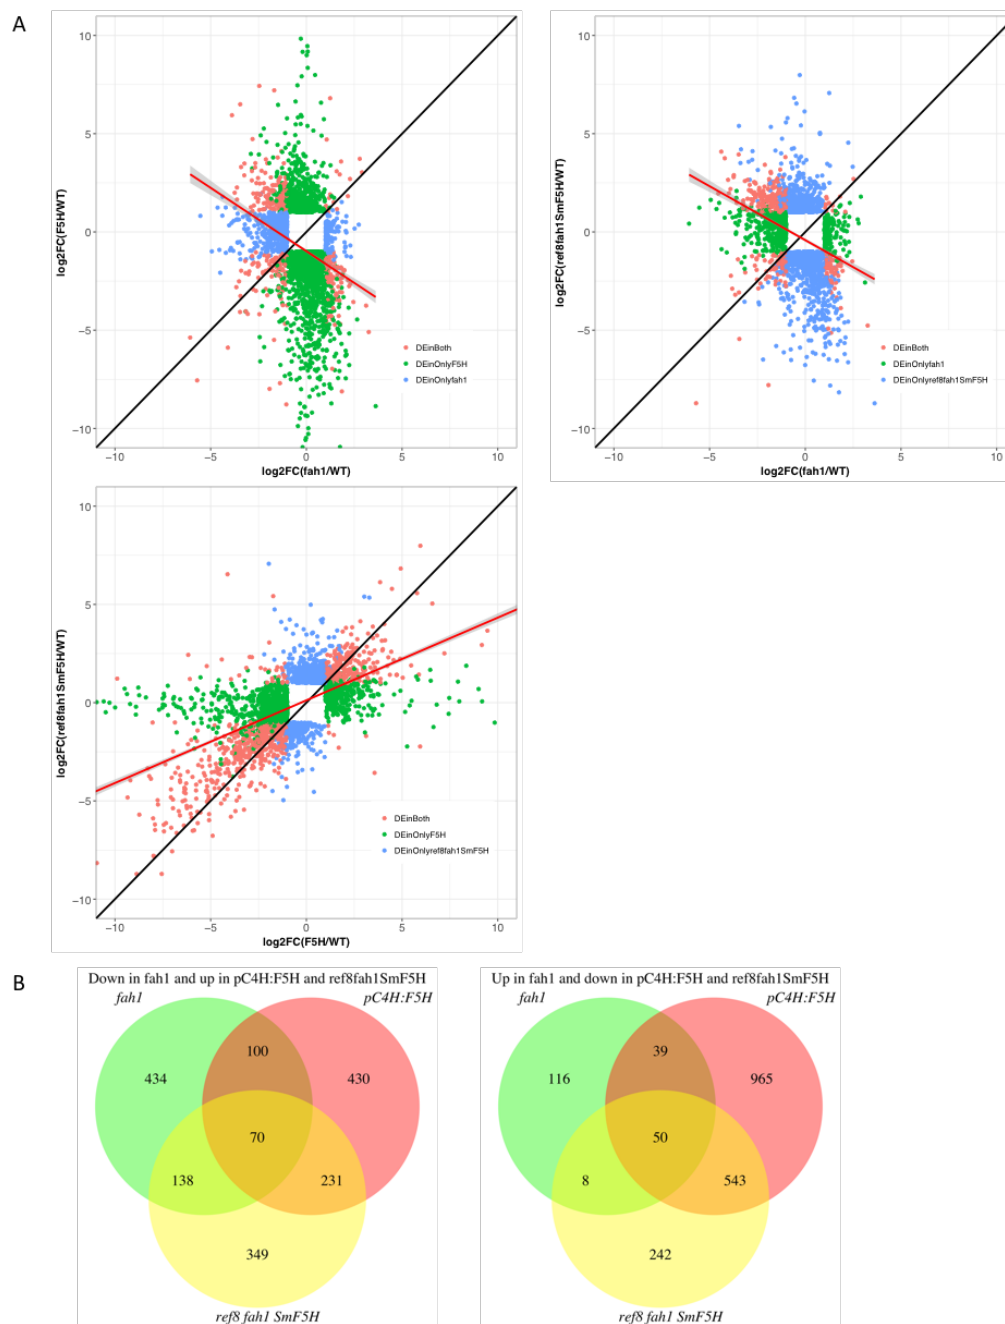 A
10
5
0
−5
−10
log2FC(F5H/WT)
DEinBoth
DEinOnlyF5H
DEinOnlyfah1
−10
−5
0
5
10
log2FC(fah1/WT)
10
5
0
−5
−10
log2FC(ref8fah1SmF5H/WT)
DEinBoth
DEinOnlyfah1
DEinOnlyref8fah1SmF5H
−10
−5
0
5
10
log2FC(fah1/WT)
10
5
0
−5
−10
log2FC(ref8fah1SmF5H/WT)
DEinBoth
DEinOnlyF5H
DEinOnlyref8fah1SmF5H
−10
−5
0
5
10
log2FC(F5H/WT)
B
Down in fah1 and up in pC4H:F5H and ref8fah1SmF5H
fah1
pC4H:F5H
100
434
430
70
138
231
349
ref8 fah1 SmF5H
Up in fah1 and down in pC4H:F5H and ref8fah1SmF5H
fah1
pC4H:F5H
39
116
965
50
8
543
242
ref8 fah1 SmF5H